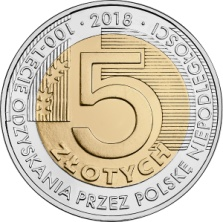 100-LECIE ODZYSKANIA PRZEZ POLSKĘ NIEPODLEGŁOŚCI
· 2018 ·
5
ZŁOTYCH